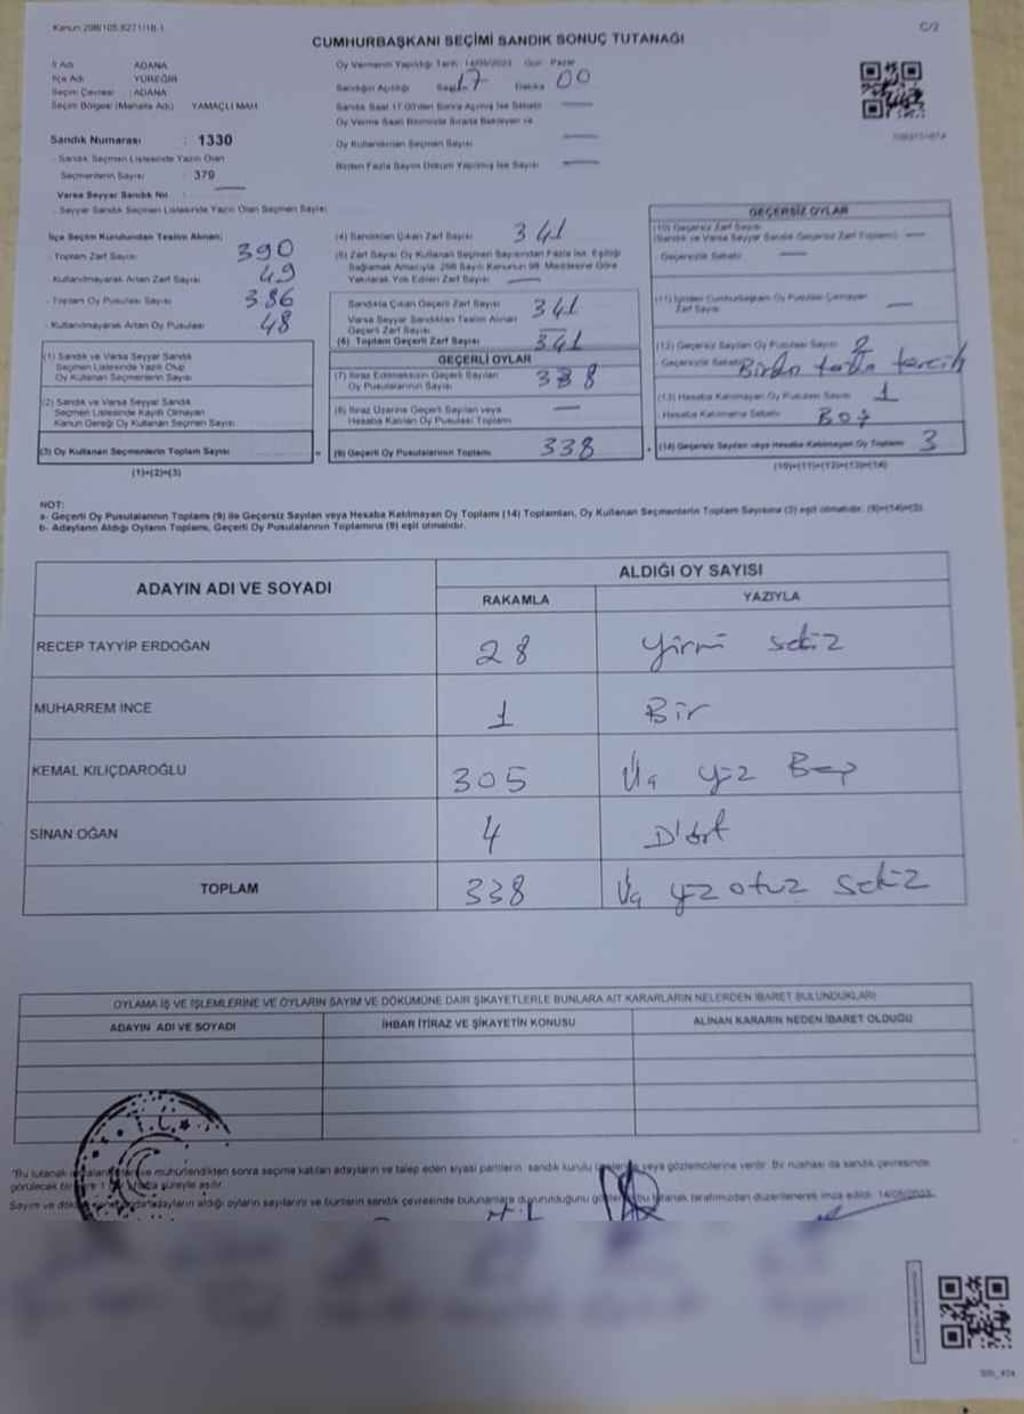 Kanun 298/105
C/2
CUMHURBAŞKANI SEÇİMİ SANDIK SONUÇ TUTANAĞI
İl Adı ADANA
İlçe Adı YÜREĞİR
Seçim Çevresi : ADANA
Seçim Bölgesi (Mahalle Adı) YAMAÇLI MAH.
Sandık Numarası : 1330
- Sandık Seçmen Listesinde Yazılı Olan
Seçmenlerin Sayısı : 379
Varsa Seyyar Sandık No :
- Seyyar Sandık Seçmen Listesinde Yazılı Olan Seçmen Sayısı
Oy Vermenin Yapıldığı Tarih : 14/05/2023 Gün : Pazar
Sandığın Açıldığı Saat 17 Dakika 00
Sandık Saat 17.00'den Sonra Açılmış İse Sebebi
Oy Verme Saati Bitiminde Sırada Bekleyen ve
Oy Kullandırılan Seçmen Sayısı
Birden Fazla Sayım Döküm Yapılmış İse Sayısı
İlçe Seçim Kurulundan Teslim Alınan;
- Toplam Zarf Sayısı 390
- Kullanılmayarak Artan Zarf Sayısı 49
- Toplam Oy Pusulası Sayısı 386
- Kullanılmayarak Artan Oy Pusulası 48
(1) Sandık ve Varsa Seyyar Sandık
Seçmen Listesinde Yazılı Olup
Oy Kullanan Seçmenlerin Sayısı
(2) Sandık ve Varsa Seyyar Sandık
Seçmen Listesinde Kayıtlı Olmayan
Kanun Gereği Oy Kullanan Seçmen Sayısı
(3) Oy Kullanan Seçmenlerin Toplam Sayısı =
(1)+(2)=(3)
(4) Sandıktan Çıkan Zarf Sayısı 341
(5) Zarf Sayısı Oy Kullanan Seçmen Sayısından Fazla İse, Eşitliği
Sağlamak Amacıyla 298 Sayılı Kanunun 98. Maddesine Göre
Yakılarak Yok Edilen Zarf Sayısı
Sandıkta Çıkan Geçerli Zarf Sayısı 341
Varsa Seyyar Sandıktan Teslim Alınan
Geçerli Zarf Sayısı
(6) Toplam Geçerli Zarf Sayısı 341
GEÇERLİ OYLAR
(7) İtiraz Edilmeksizin Geçerli Sayılan
Oy Pusulalarının Sayısı 338
(8) İtiraz Üzerine Geçerli Sayılan veya
Hesaba Katılan Oy Pusulası Toplamı
(9) Geçerli Oy Pusulalarının Toplamı 338 +
GEÇERSİZ OYLAR
(10) Geçersiz Zarf Sayısı
(Sandık ve Varsa Seyyar Sandık Geçersiz Zarf Toplamı)
Geçersizlik Sebebi
(11) İçinden Cumhurbaşkanı Oy Pusulası Çıkmayan
Zarf Sayısı
(12) Geçersiz Sayılan Oy Pusulası Sayısı 2
Geçersizlik Sebebi Birden fazla tercih
(13) Hesaba Katılmayan Oy Pusulası Sayısı 1
Hesaba Katılmama Sebebi Boş
(14) Geçersiz Sayılan veya Hesaba Katılmayan Oy Toplamı 3
(10)+(11)+(12)+(13)=(14)
NOT:
a- Geçerli Oy Pusulalarının Toplamı (9) ile Geçersiz Sayılan veya Hesaba Katılmayan Oy Toplamı (14) Toplamları, Oy Kullanan Seçmenlerin Toplam Sayısına (3) eşit olmalıdır. (9)+(14)=(3)
b- Adayların Aldığı Oyların Toplamı, Geçerli Oy Pusulalarının Toplamına (9) eşit olmalıdır.
ADAYIN ADI VE SOYADI
ALDIĞI OY SAYISI
RAKAMLA YAZIYLA
RECEP TAYYİP ERDOĞAN 28 Yirmi sekiz
MUHARREM İNCE 1 Bir
KEMAL KILIÇDAROĞLU 305 Üç yüz Beş
SİNAN OĞAN 4 Dört
TOPLAM 338 Üç yüz otuz sekiz
OYLAMA İŞ VE İŞLEMLERİNE VE OYLARIN SAYIM VE DÖKÜMÜNE DAİR ŞİKAYETLERLE BUNLARA AİT KARARLARIN NELERDEN İBARET BULUNDUKLARI
ADAYIN ADI VE SOYADI İHBAR İTİRAZ VE ŞİKAYETİN KONUSU ALINAN KARARIN NEDEN İBARET OLDUĞU
"Bu tutanak mühürlendikten sonra seçime katılan adayların ve talep eden siyasi partilerin sandık kurulu veya gözlemcilerine verilir. Bir nüshası da sandık çevresinde
görülecek bir yere 1 hafta süreyle asılır.
Sayım ve döküm adayların aldığı oyların sayılarını ve bunların sandık çevresinde bulunanlara duyurulduğunu gösteren bu tutanak tarafımızdan düzenlenerek imza edildi. 14/05/2023